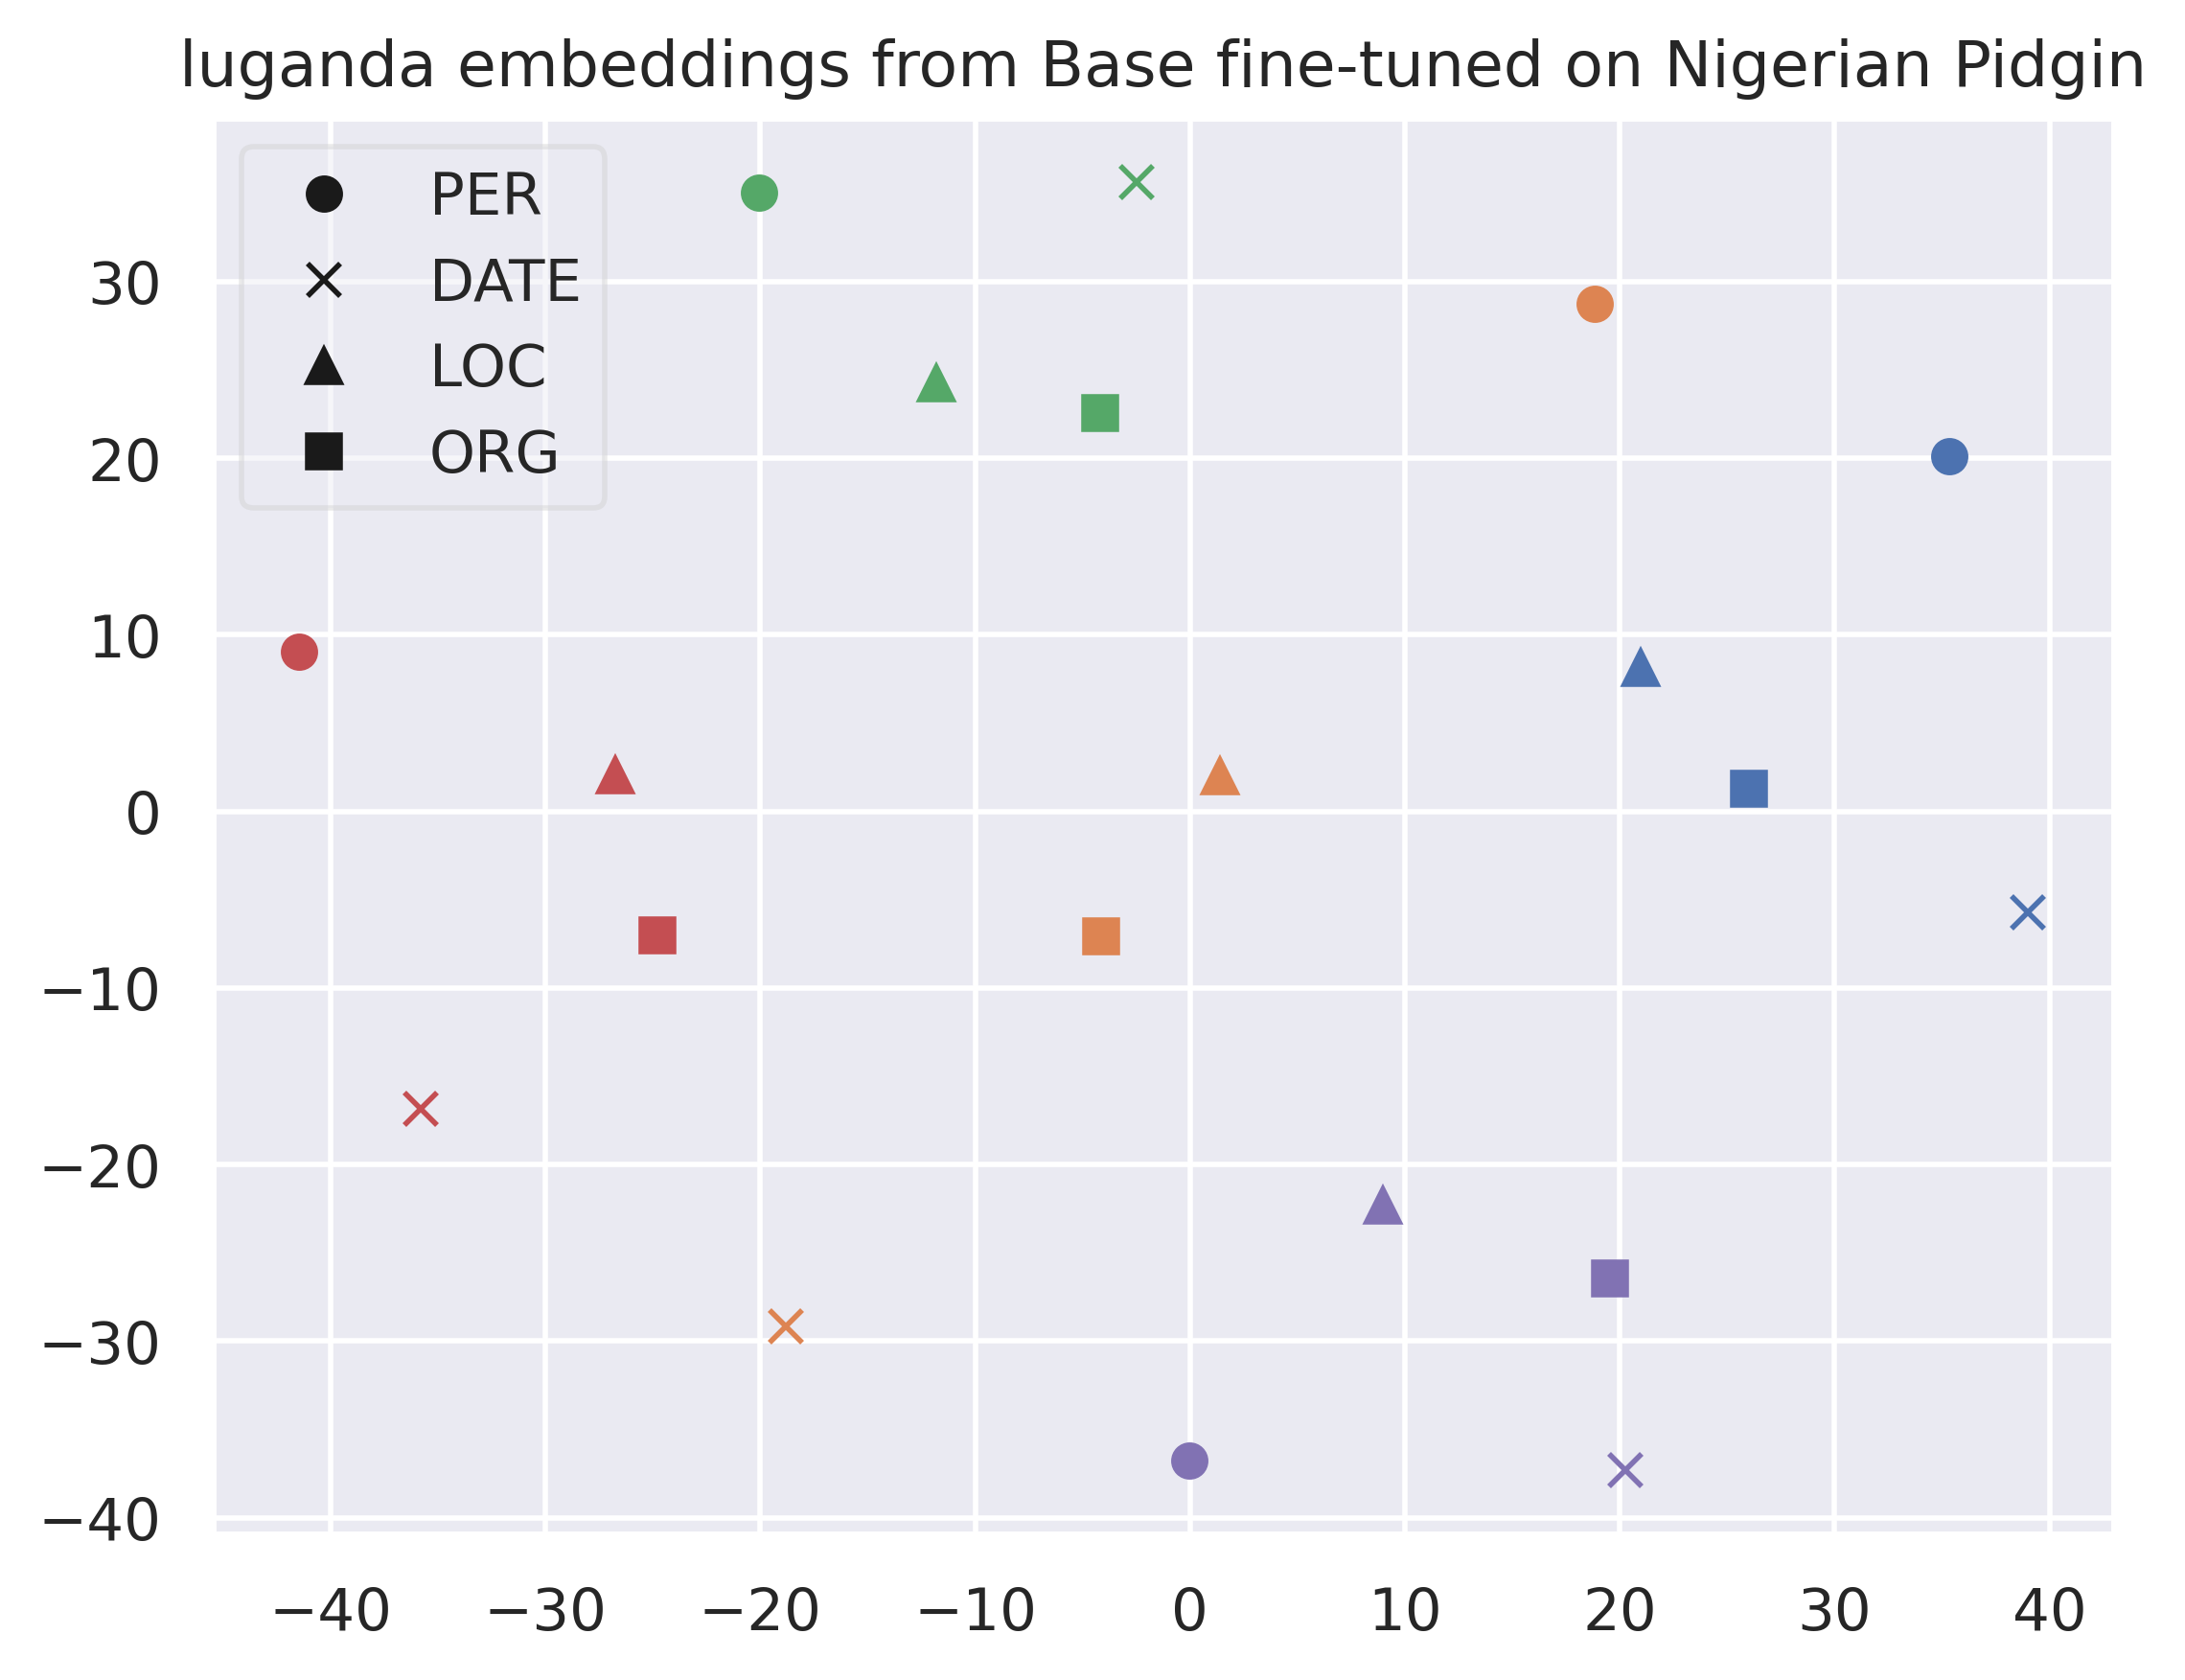 luganda embeddings from Base fine-tuned on Nigerian Pidgin
PER
DATE
LOC
ORG
30
20
10
0
−10
−20
−30
−40
−40 −30 −20 −10 0 10 20 30 40